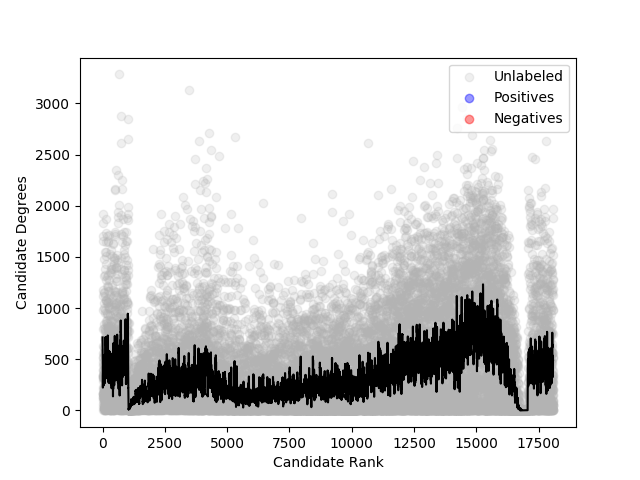 Unlabeled
Positives
Negatives
3000
2500
2000
1500
1000
500
0
Candidate Degrees
0 2500 5000 7500 10000 12500 15000 17500
Candidate Rank